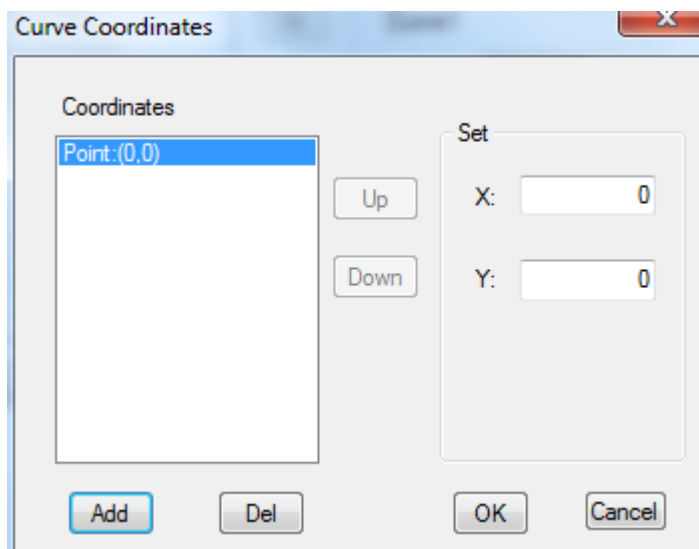 Curve Coordinates
Coordinates
Point:(0,0)
Up
Down
Set
X: 0
Y: 0
Add
Del
OK
Cancel